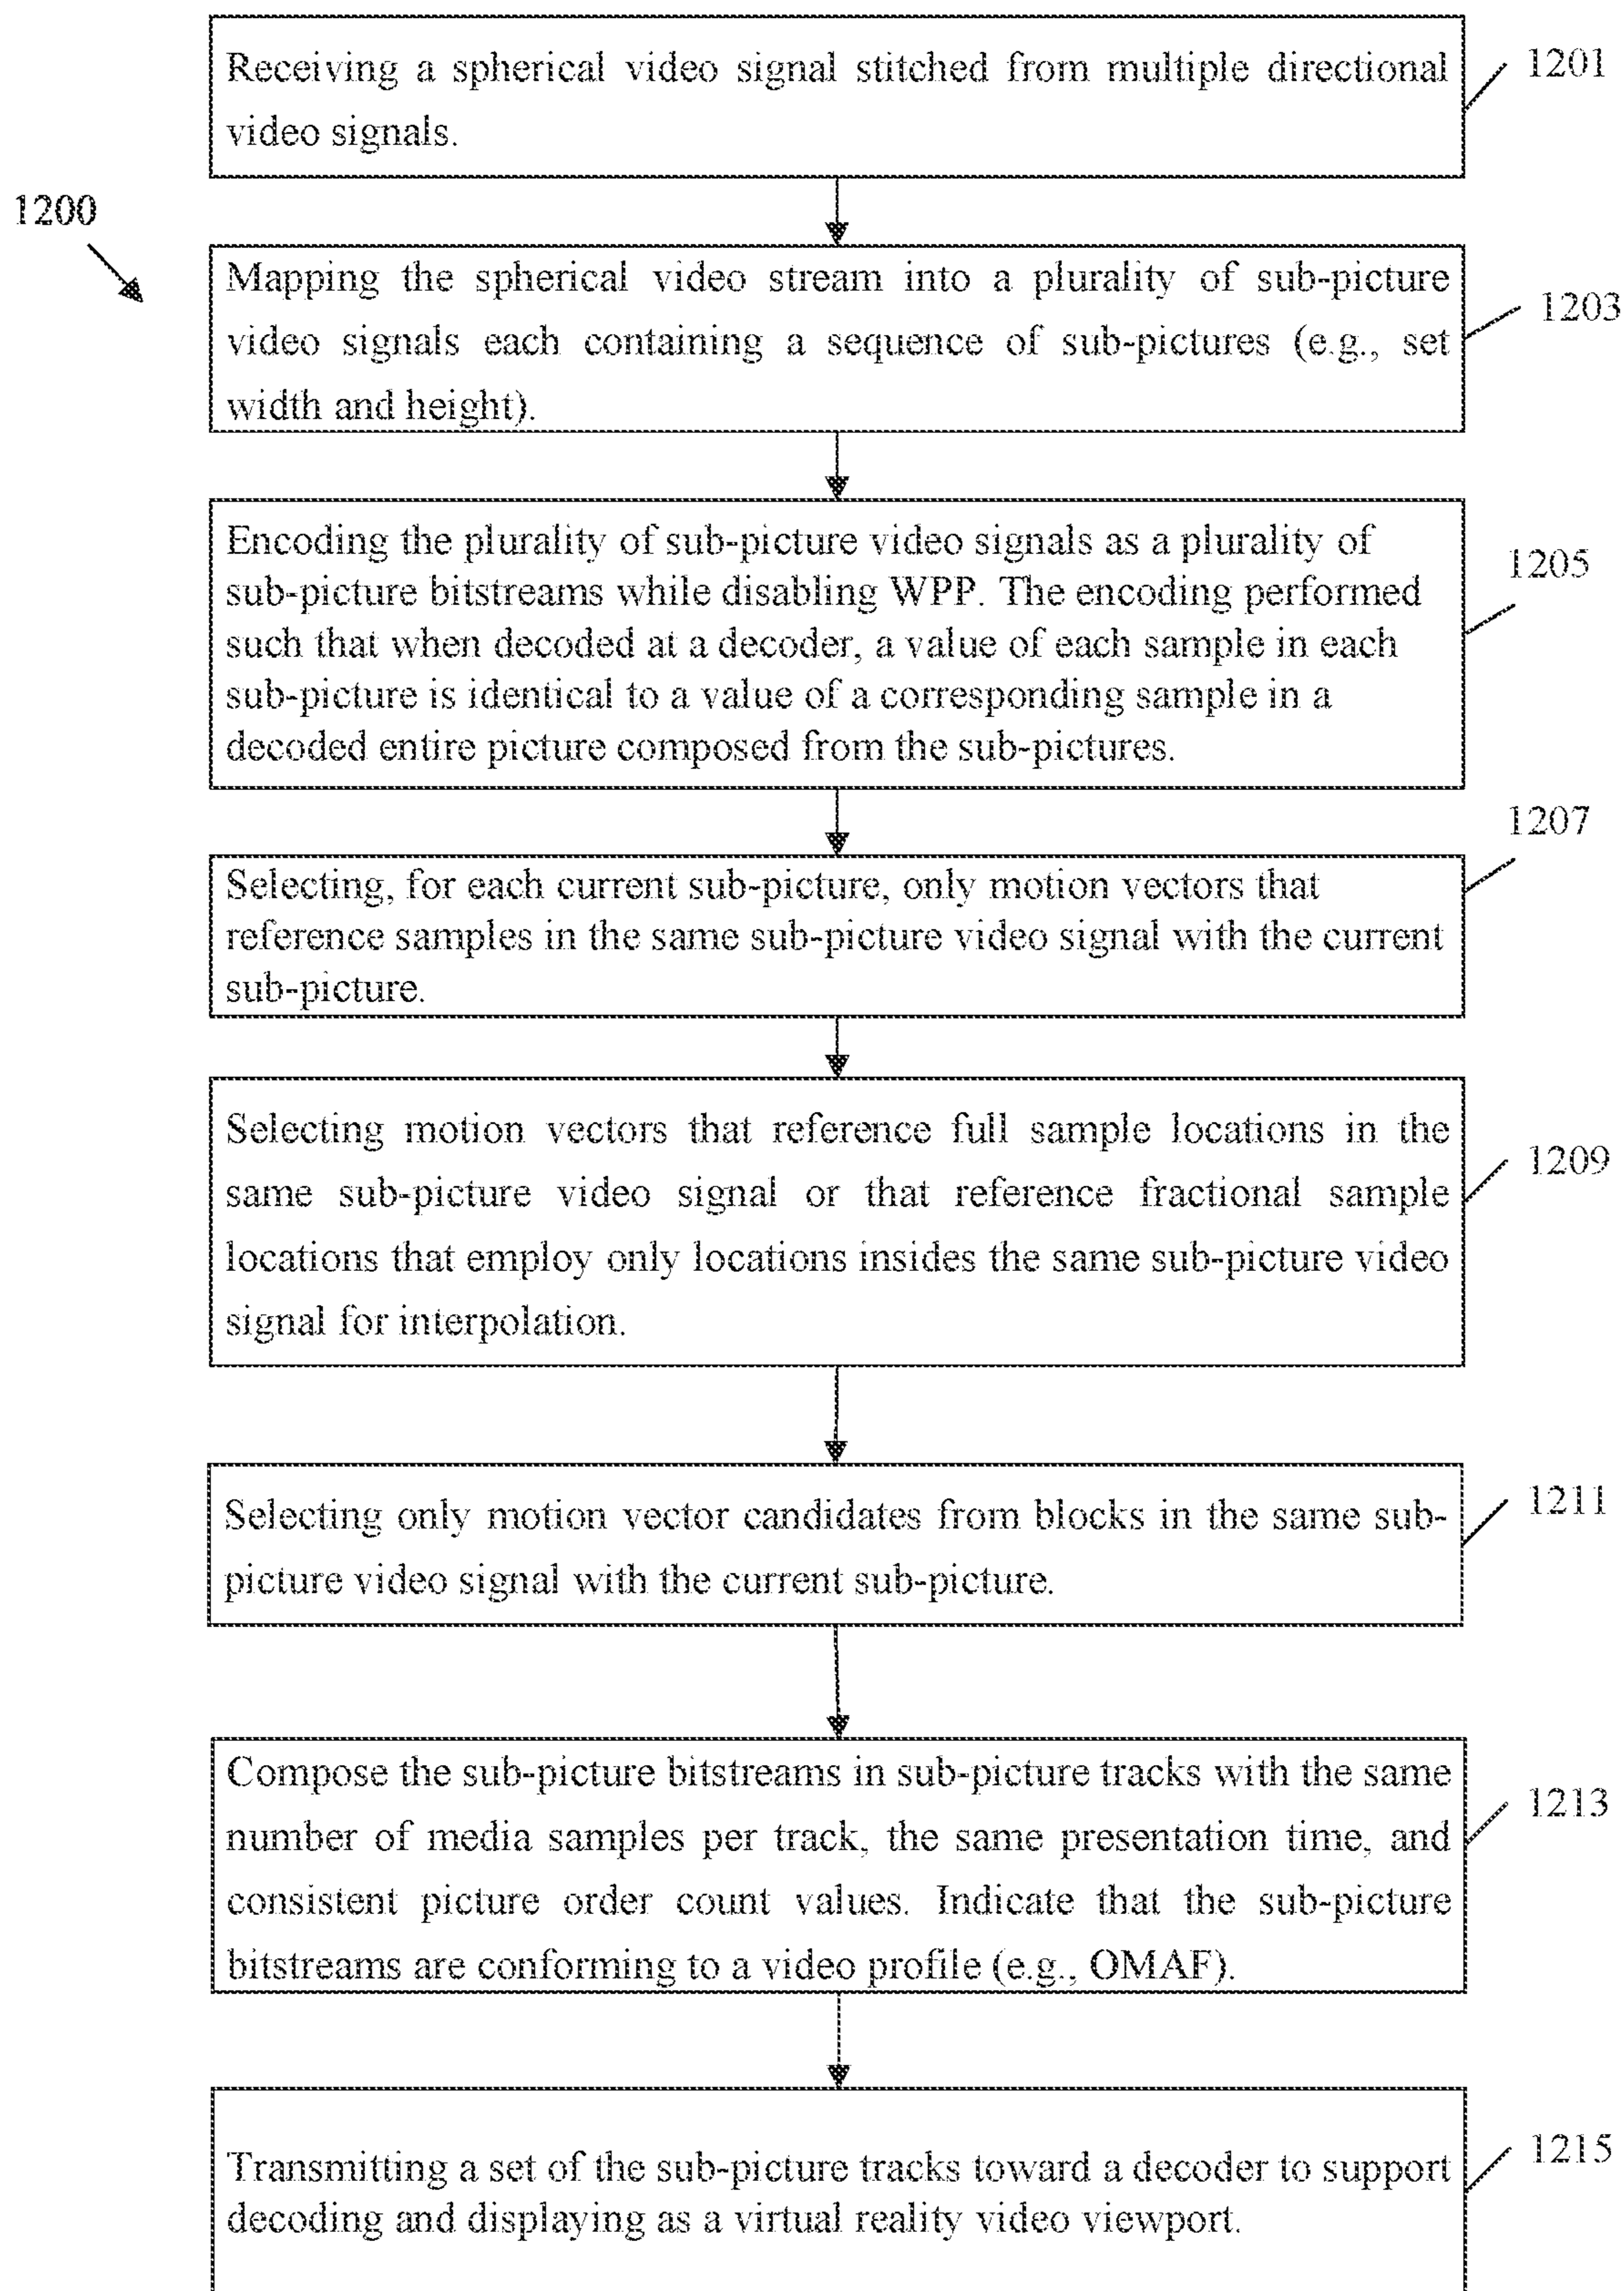 Receiving a spherical video signal stitched from multiple directional
video signals.
1201
1200
Mapping the spherical video stream into a plurality of sub-picture
video signals each containing a sequence of sub-pictures (e.g., set
width and height).
1203
Encoding the plurality of sub-picture video signals as a plurality of
sub-picture bitstreams while disabling WPP. The encoding performed
such that when decoded at a decoder, a value of each sample in each
sub-picture is identical to a value of a corresponding sample in a
decoded entire picture composed from the sub-pictures.
1205
1207
Selecting, for each current sub-picture, only motion vectors that
reference samples in the same sub-picture video signal with the current
sub-picture.
Selecting motion vectors that reference full sample locations in the
same sub-picture video signal or that reference fractional sample
locations that employ only locations insides the same sub-picture video
signal for interpolation.
1209
Selecting only motion vector candidates from blocks in the same sub-
picture video signal with the current sub-picture.
1211
Compose the sub-picture bitstreams in sub-picture tracks with the same
number of media samples per track, the same presentation time, and
consistent picture order count values. Indicate that the sub-picture
bitstreams are conforming to a video profile (e.g., OMAF).
1213
Transmitting a set of the sub-picture tracks toward a decoder to support
decoding and displaying as a virtual reality video viewport.
1215